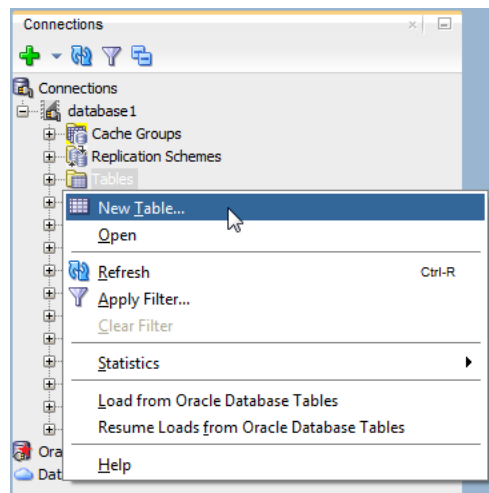 Connections
Connections
database1
Cache Groups
Replication Schemes
Tables
New Table...
Open
Refresh Ctrl-R
Apply Filter...
Clear Filter
Statistics
Load from Oracle Database Tables
Resume Loads from Oracle Database Tables
Ora
Help
Dat